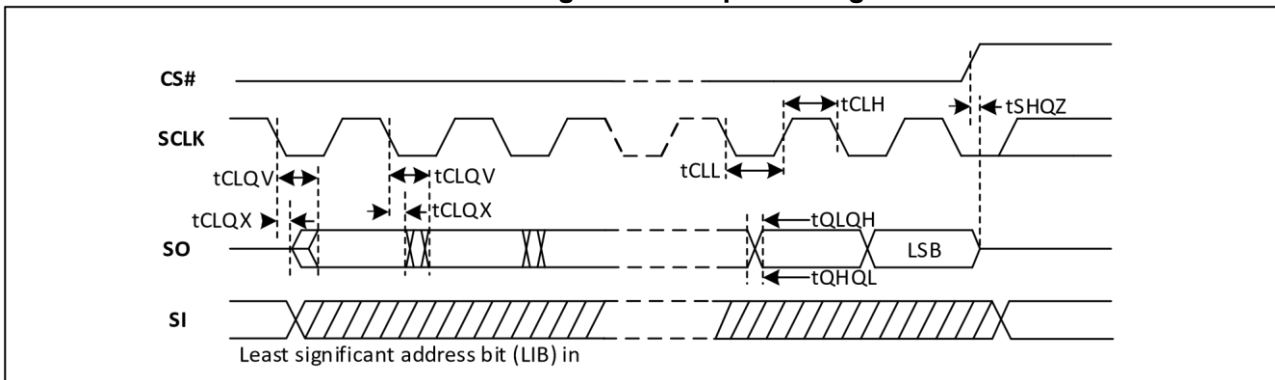 CS#
tCLH
tSHQZ
SCLK
tCLQV
tCLQV
tCLL
tCLQX
tCLQX
tQLQH
SO
LSB
tQHQL
SI
Least significant address bit (LIB) in